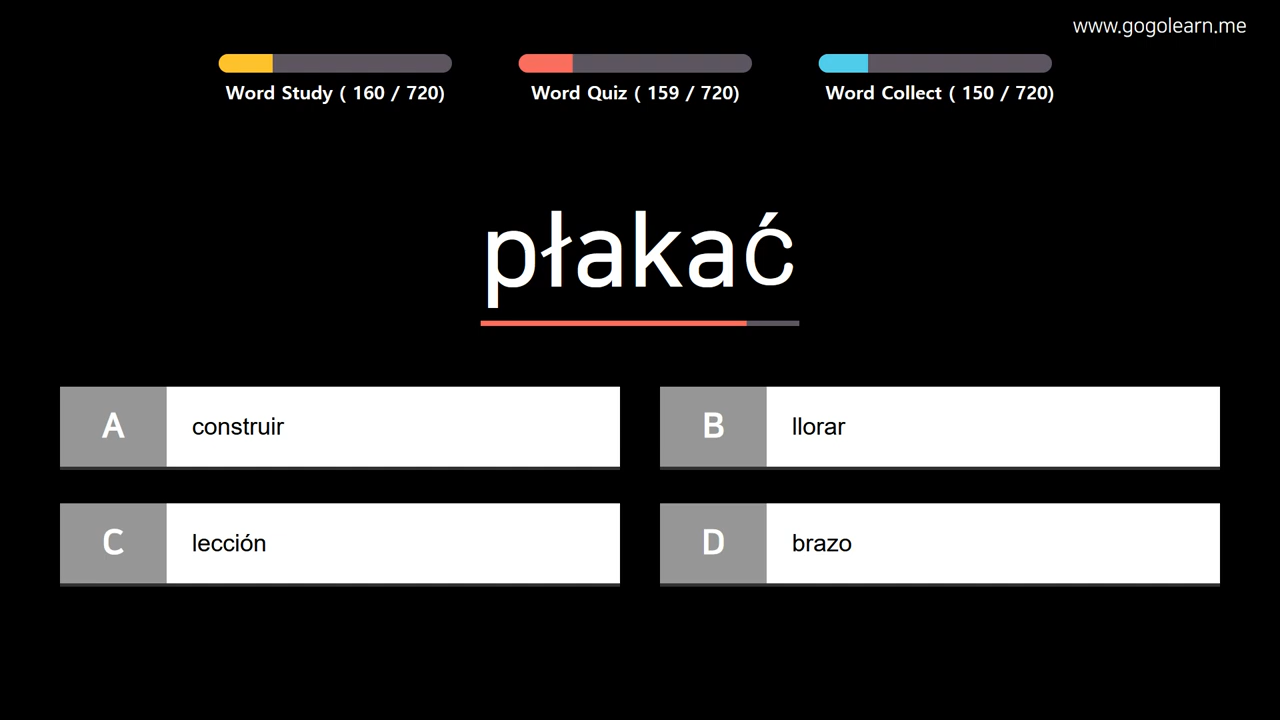 www.gogolearn.me
Word Study ( 160 / 720)
Word Quiz ( 159 / 720)
Word Collect ( 150 / 720)
płakać
A construir
B llorar
C lección
D brazo